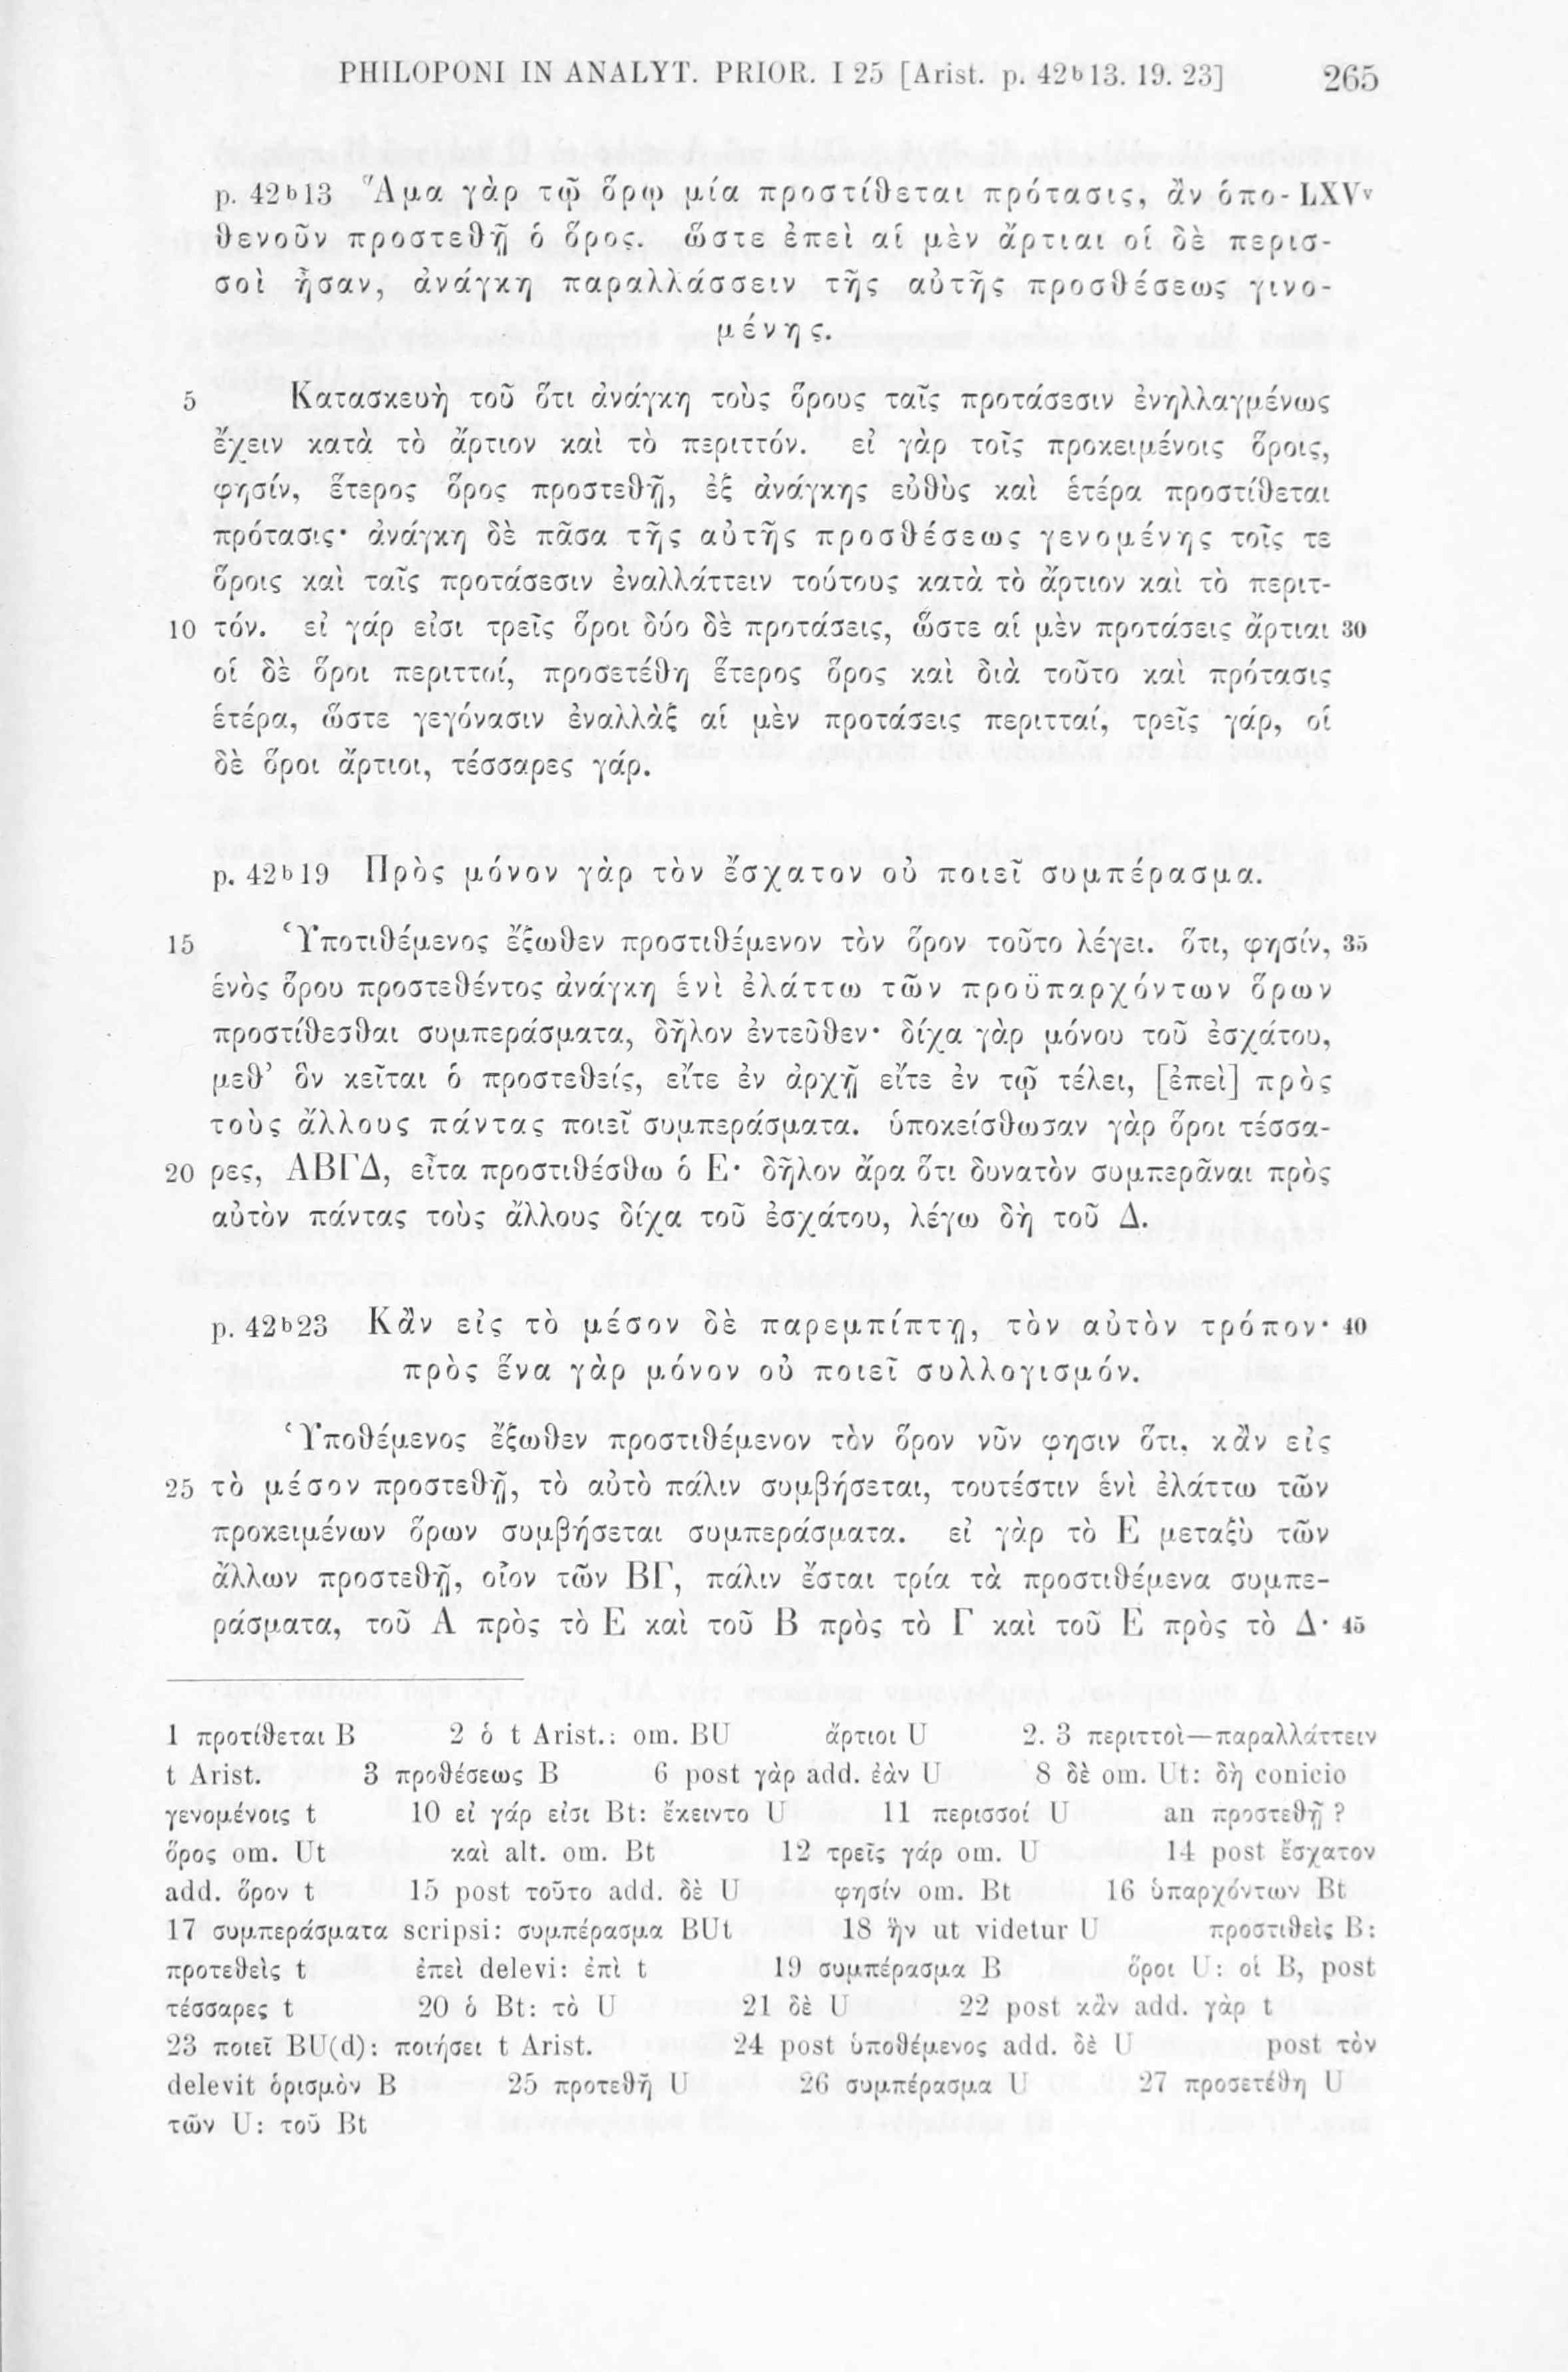 PHILOPONI IN ANALYT. PRIOR. I 25 [Arist. p. 42ᵇ13. 19. 23] 265
p. 42ᵇ13 Ἅμα γὰρ τῷ ὅρῳ μία προστίθεται πρότασις, ἂν ὁπο- LXVᵛ
θενοῦν προστεθῇ ὁ ὅρος. ὥστε ἐπεὶ αἱ μὲν ἄρτιαι οἱ δὲ περισ-
σοὶ ἦσαν, ἀνάγκη παραλλάσσειν τῆς αὐτῆς προσθέσεως γινο-
μένης.
5 Κατασκευὴ τοῦ ὅτι ἀνάγκη τοὺς ὅρους ταῖς προτάσεσιν ἐνηλλαγμένως
ἔχειν κατὰ τὸ ἄρτιον καὶ τὸ περιττόν. εἰ γὰρ τοῖς προκειμένοις ὅροις,
φησίν, ἕτερος ὅρος προστεθῇ, ἐξ ἀνάγκης εὐθὺς καὶ ἑτέρα προστίθεται
πρότασις· ἀνάγκη δὲ πᾶσα τῆς αὐτῆς προσθέσεως γενομένης τοῖς τε
ὅροις καὶ ταῖς προτάσεσιν ἐναλλάττειν τούτους κατὰ τὸ ἄρτιον καὶ τὸ περιτ-
10 τόν. εἰ γάρ εἰσι τρεῖς ὅροι δύο δὲ προτάσεις, ὥστε αἱ μὲν προτάσεις ἄρτιαι 30
οἱ δὲ ὅροι περιττοί, προσετέθη ἕτερος ὅρος καὶ διὰ τοῦτο καὶ πρότασις
ἑτέρα, ὥστε γεγόνασιν ἐναλλὰξ αἱ μὲν προτάσεις περιτταί, τρεῖς γάρ, οἱ
δὲ ὅροι ἄρτιοι, τέσσαρες γάρ.
p. 42ᵇ19 Πρὸς μόνον γὰρ τὸν ἔσχατον οὐ ποιεῖ συμπέρασμα.
15 Ὑποτιθέμενος ἔξωθεν προστιθέμενον τὸν ὅρον τοῦτο λέγει. ὅτι, φησίν, 35
ἑνὸς ὅρου προστεθέντος ἀνάγκη ἑνὶ ἐλάττω τῶν προϋπαρχόντων ὅρων
προστίθεσθαι συμπεράσματα, δῆλον ἐντεῦθεν· δίχα γὰρ μόνου τοῦ ἐσχάτου,
μεθ’ ὃν κεῖται ὁ προστεθείς, εἴτε ἐν ἀρχῇ εἴτε ἐν τῷ τέλει, [ἐπεὶ] πρὸς
τοὺς ἄλλους πάντας ποιεῖ συμπεράσματα. ὑποκείσθωσαν γὰρ ὅροι τέσσα-
20 ρες, ΑΒΓΔ, εἶτα προστιθέσθω ὁ Ε· δῆλον ἄρα ὅτι δυνατὸν συμπερᾶναι πρὸς
αὐτὸν πάντας τοὺς ἄλλους δίχα τοῦ ἐσχάτου, λέγω δὴ τοῦ Δ.
p. 42ᵇ23 Κἂν εἰς τὸ μέσον δὲ παρεμπίπτῃ, τὸν αὐτὸν τρόπον· 40
πρὸς ἕνα γὰρ μόνον οὐ ποιεῖ συλλογισμόν.
Ὑποθέμενος ἔξωθεν προστιθέμενον τὸν ὅρον νῦν φησιν ὅτι, κἂν εἰς
25 τὸ μέσον προστεθῇ, τὸ αὐτὸ πάλιν συμβήσεται, τουτέστιν ἑνὶ ἐλάττω τῶν
προκειμένων ὅρων συμβήσεται συμπεράσματα. εἰ γὰρ τὸ Ε μεταξὺ τῶν
ἄλλων προστεθῇ, οἷον τῶν ΒΓ, πάλιν ἔσται τρία τὰ προστιθέμενα συμπε-
ράσματα, τοῦ Α πρὸς τὸ Ε καὶ τοῦ Β πρὸς τὸ Γ καὶ τοῦ Ε πρὸς τὸ Δ· 45
1 προτίθεται B 2 ὁ t Arist.: om. BU ἄρτιοι U 2. 3 περιττοὶ—παραλλάττειν
t Arist. 3 προθέσεως B 6 post γὰρ add. ἐὰν U 8 δὲ om. Ut: δὴ conicio
γενομένοις t 10 εἰ γάρ εἰσι Bt: ἔκειντο U 11 περισσοί U an προστεθῇ ?
ὅρος om. Ut καὶ alt. om. Bt 12 τρεῖς γάρ om. U 14 post ἔσχατον
add. ὅρον t 15 post τοῦτο add. δὲ U φησίν om. Bt 16 ὑπαρχόντων Bt
17 συμπεράσματα scripsi: συμπέρασμα BUt 18 ἣν ut videtur U προστιθεὶς B:
προτεθεὶς t ἐπεὶ delevi: ἐπὶ t 19 συμπέρασμα B ὅροι U: οἱ B, post
τέσσαρες t 20 ὁ Bt: τὸ U 21 δὲ U 22 post κἂν add. γὰρ t
23 ποιεῖ BU(d): ποιήσει t Arist. 24 post ὑποθέμενος add. δὲ U post τὸν
delevit ὁρισμὸν B 25 προτεθῇ U 26 συμπέρασμα U 27 προσετέθη U
τῶν U: τοῦ Bt